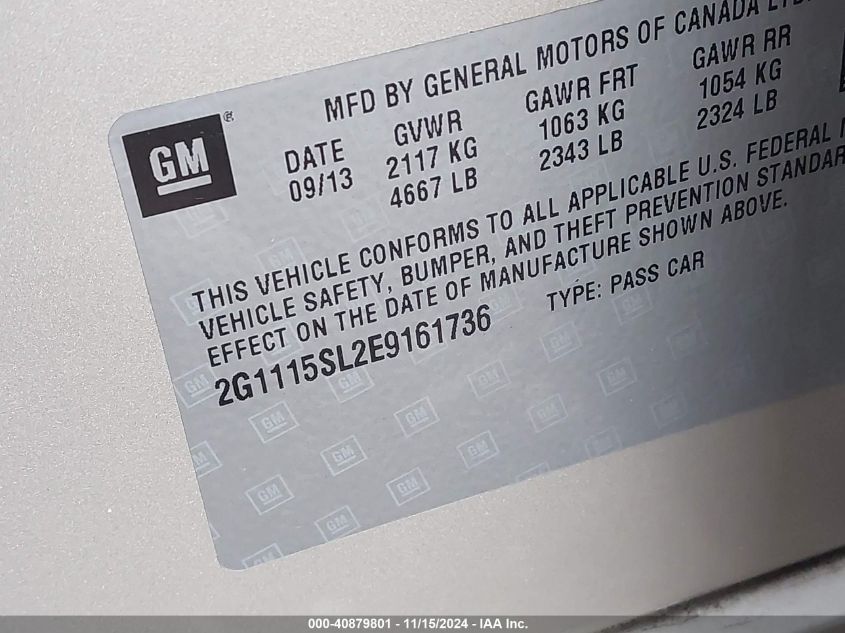 MFD BY GENERAL MOTORS OF CANADA LTD.
GM ®
DATE GVWR GAWR FRT GAWR RR
09/13 2117 KG 1063 KG 1054 KG
4667 LB 2343 LB 2324 LB
THIS VEHICLE CONFORMS TO ALL APPLICABLE U.S. FEDERAL
VEHICLE SAFETY, BUMPER, AND THEFT PREVENTION STANDAR
EFFECT ON THE DATE OF MANUFACTURE SHOWN ABOVE.
2G1115SL2E9161736 TYPE: PASS CAR
000-40879801 - 11/15/2024 - IAA Inc.